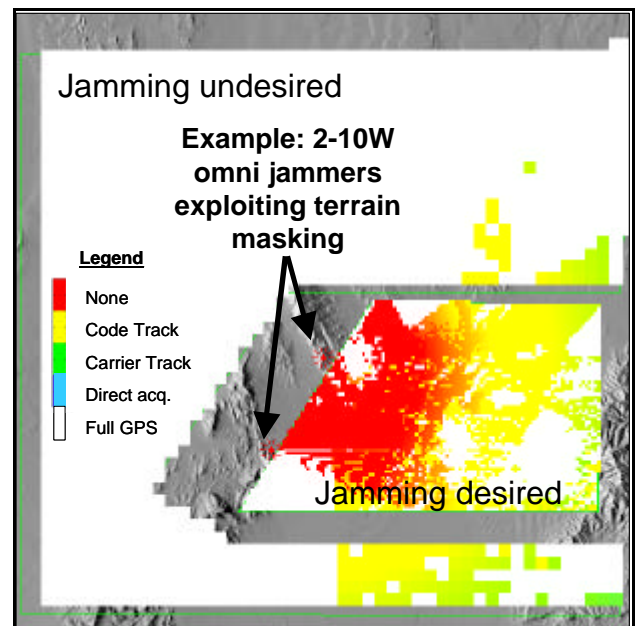 Jamming undesired
Example: 2-10W
omni jammers
exploiting terrain
masking
Legend
None
Code Track
Carrier Track
Direct acq.
Full GPS
Jamming desired